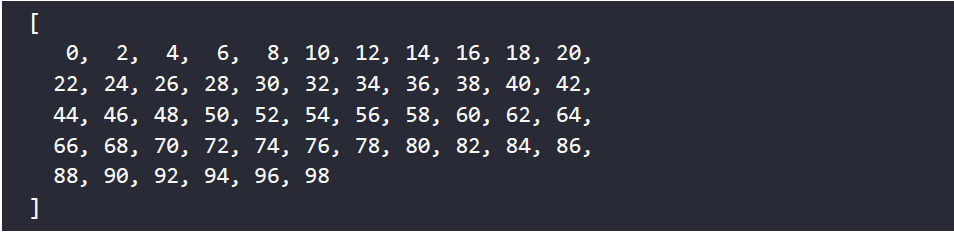 [
   0,  2,  4,  6,  8, 10, 12, 14, 16, 18, 20,
  22, 24, 26, 28, 30, 32, 34, 36, 38, 40, 42,
  44, 46, 48, 50, 52, 54, 56, 58, 60, 62, 64,
  66, 68, 70, 72, 74, 76, 78, 80, 82, 84, 86,
  88, 90, 92, 94, 96, 98
]